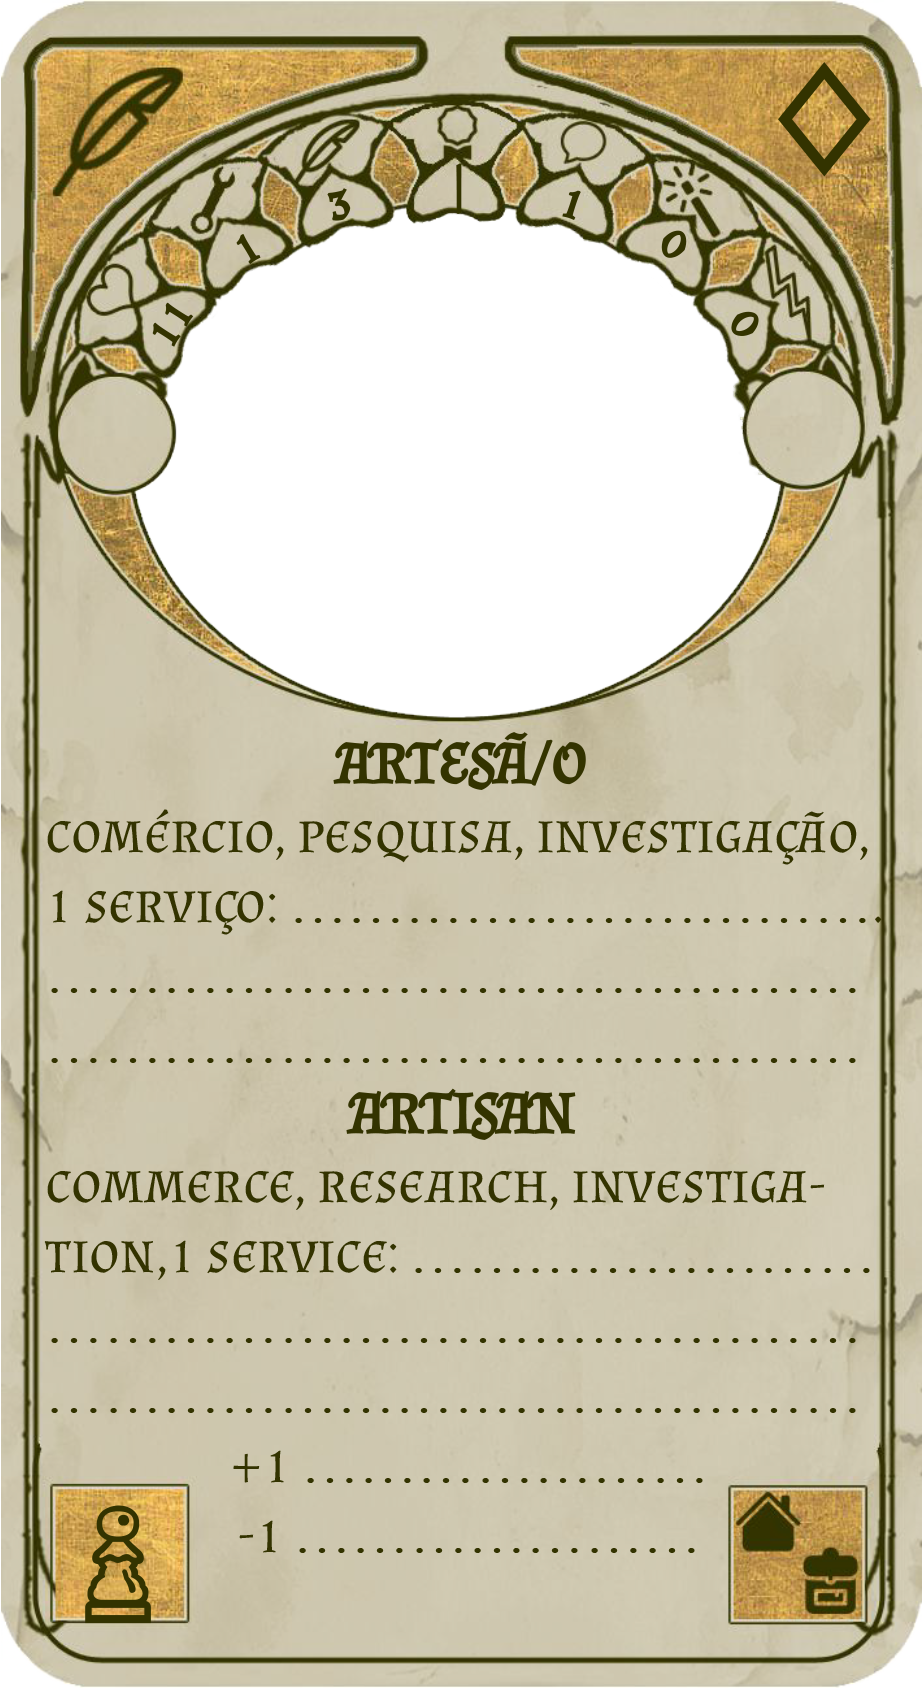 11 1 3 1 0 0
ARTESÃ/O
COMÉRCIO, PESQUISA, INVESTIGAÇÃO,
1 SERVIÇO: ..............................
..........................................
..........................................
ARTISAN
COMMERCE, RESEARCH, INVESTIGA-
TION,1 SERVICE: ........................
..........................................
..........................................
+1 .....................
-1 .....................